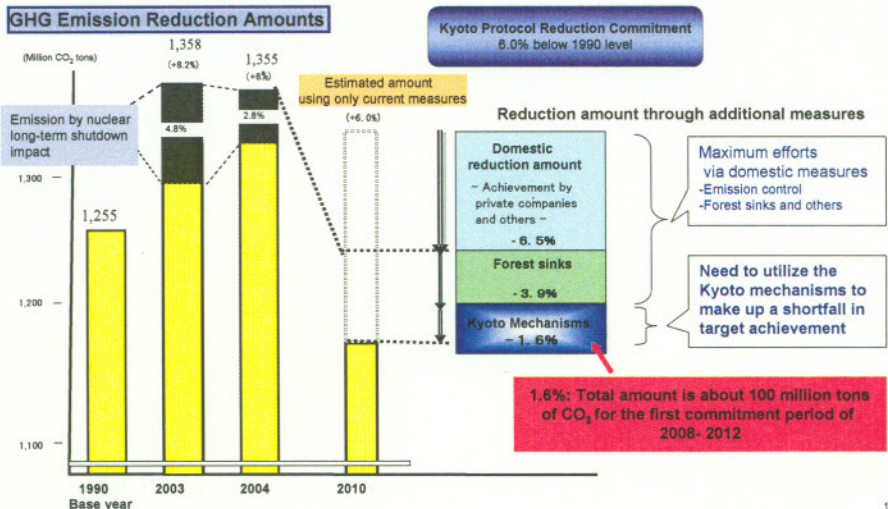 GHG Emission Reduction Amounts
Kyoto Protocol Reduction Commitment
6.0% below 1990 level
(Million CO2 tons)
1,358
(+8.2%)
1,355
(+8%)
Estimated amount
using only current measures
(+6.0%)
Emission by nuclear
long-term shutdown
impact
4.8%
2.8%
1,300
1,255
1,200
1,100
1990
Base year
2003
2004
2010
Reduction amount through additional measures
Domestic
reduction amount
– Achievement by
private companies
and others –
-6.5%
Forest sinks
-3.9%
Kyoto Mechanisms
– 1.6%
Maximum efforts
via domestic measures
-Emission control
-Forest sinks and others
Need to utilize the
Kyoto mechanisms to
make up a shortfall in
target achievement
1.6%: Total amount is about 100 million tons
of CO2 for the first commitment period of
2008- 2012
1